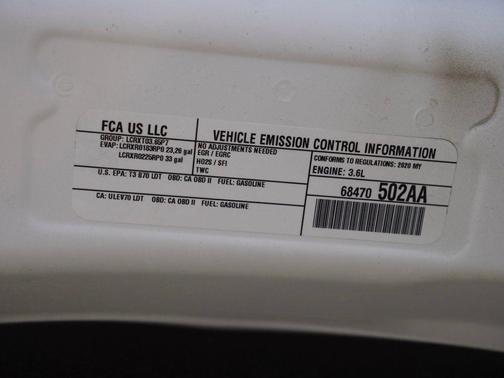 FCA US LLC
GROUP: LCRXT03.65P7
EVAP: LCRXR0183RP0 23,26 gal
LCRXR0225RP0 33 gal
VEHICLE EMISSION CONTROL INFORMATION
NO ADJUSTMENTS NEEDED
EGR / EGRC
HO2S / SFI
TWC
CONFORMS TO REGULATIONS: 2020 MY
ENGINE: 3.6L
U.S. EPA: T3 B70 LDT OBD: CA OBD II FUEL: GASOLINE
CA: ULEV70 LDT OBD: CA OBD II FUEL: GASOLINE
68470 502AA